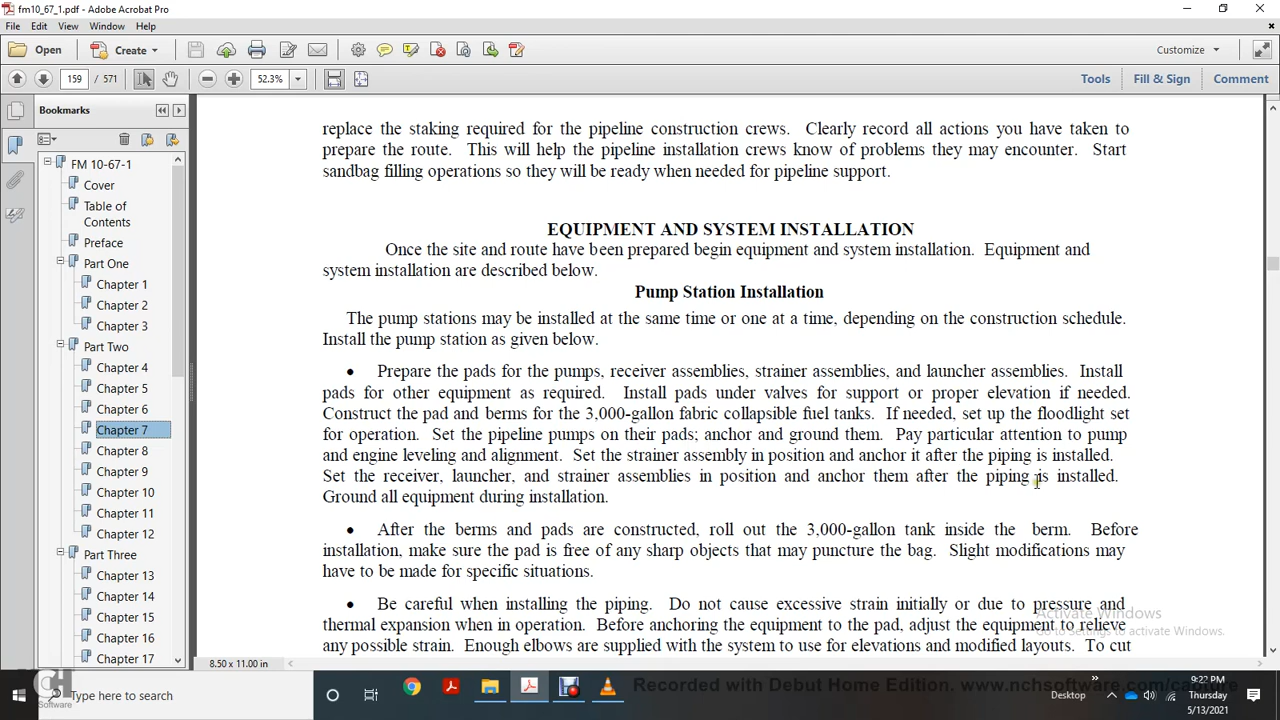 fm10_67_1.pdf - Adobe Acrobat Pro
File Edit View Window Help
Open Create Customize
159 / 571 52.3% Tools Fill & Sign Comment
Bookmarks
FM 10-67-1
Cover
Table of
Contents
Preface
Part One
Chapter 1
Chapter 2
Chapter 3
Part Two
Chapter 4
Chapter 5
Chapter 6
Chapter 7
Chapter 8
Chapter 9
Chapter 10
Chapter 11
Chapter 12
Part Three
Chapter 13
Chapter 14
Chapter 15
Chapter 16
Chapter 17
replace the staking required for the pipeline construction crews. Clearly record all actions you have taken to
prepare the route. This will help the pipeline installation crews know of problems they may encounter. Start
sandbag filling operations so they will be ready when needed for pipeline support.
EQUIPMENT AND SYSTEM INSTALLATION
Once the site and route have been prepared begin equipment and system installation. Equipment and
system installation are described below.
Pump Station Installation
The pump stations may be installed at the same time or one at a time, depending on the construction schedule.
Install the pump station as given below.
• Prepare the pads for the pumps, receiver assemblies, strainer assemblies, and launcher assemblies. Install
pads for other equipment as required. Install pads under valves for support or proper elevation if needed.
Construct the pad and berms for the 3,000-gallon fabric collapsible fuel tanks. If needed, set up the floodlight set
for operation. Set the pipeline pumps on their pads; anchor and ground them. Pay particular attention to pump
and engine leveling and alignment. Set the strainer assembly in position and anchor it after the piping is installed.
Set the receiver, launcher, and strainer assemblies in position and anchor them after the piping is installed.
Ground all equipment during installation.
• After the berms and pads are constructed, roll out the 3,000-gallon tank inside the berm. Before
installation, make sure the pad is free of any sharp objects that may puncture the bag. Slight modifications may
have to be made for specific situations.
• Be careful when installing the piping. Do not cause excessive strain initially or due to pressure and
thermal expansion when in operation. Before anchoring the equipment to the pad, adjust the equipment to relieve
any possible strain. Enough elbows are supplied with the system to use for elevations and modified layouts. To cut
Activate Windows
Go to Settings to activate Windows.
8.50 x 11.00 in
NCH
Software
Type here to search
Recorded with Debut Home Edition. www.nchsoftware.com/capture
Desktop
9:22 PM
Thursday
5/13/2021